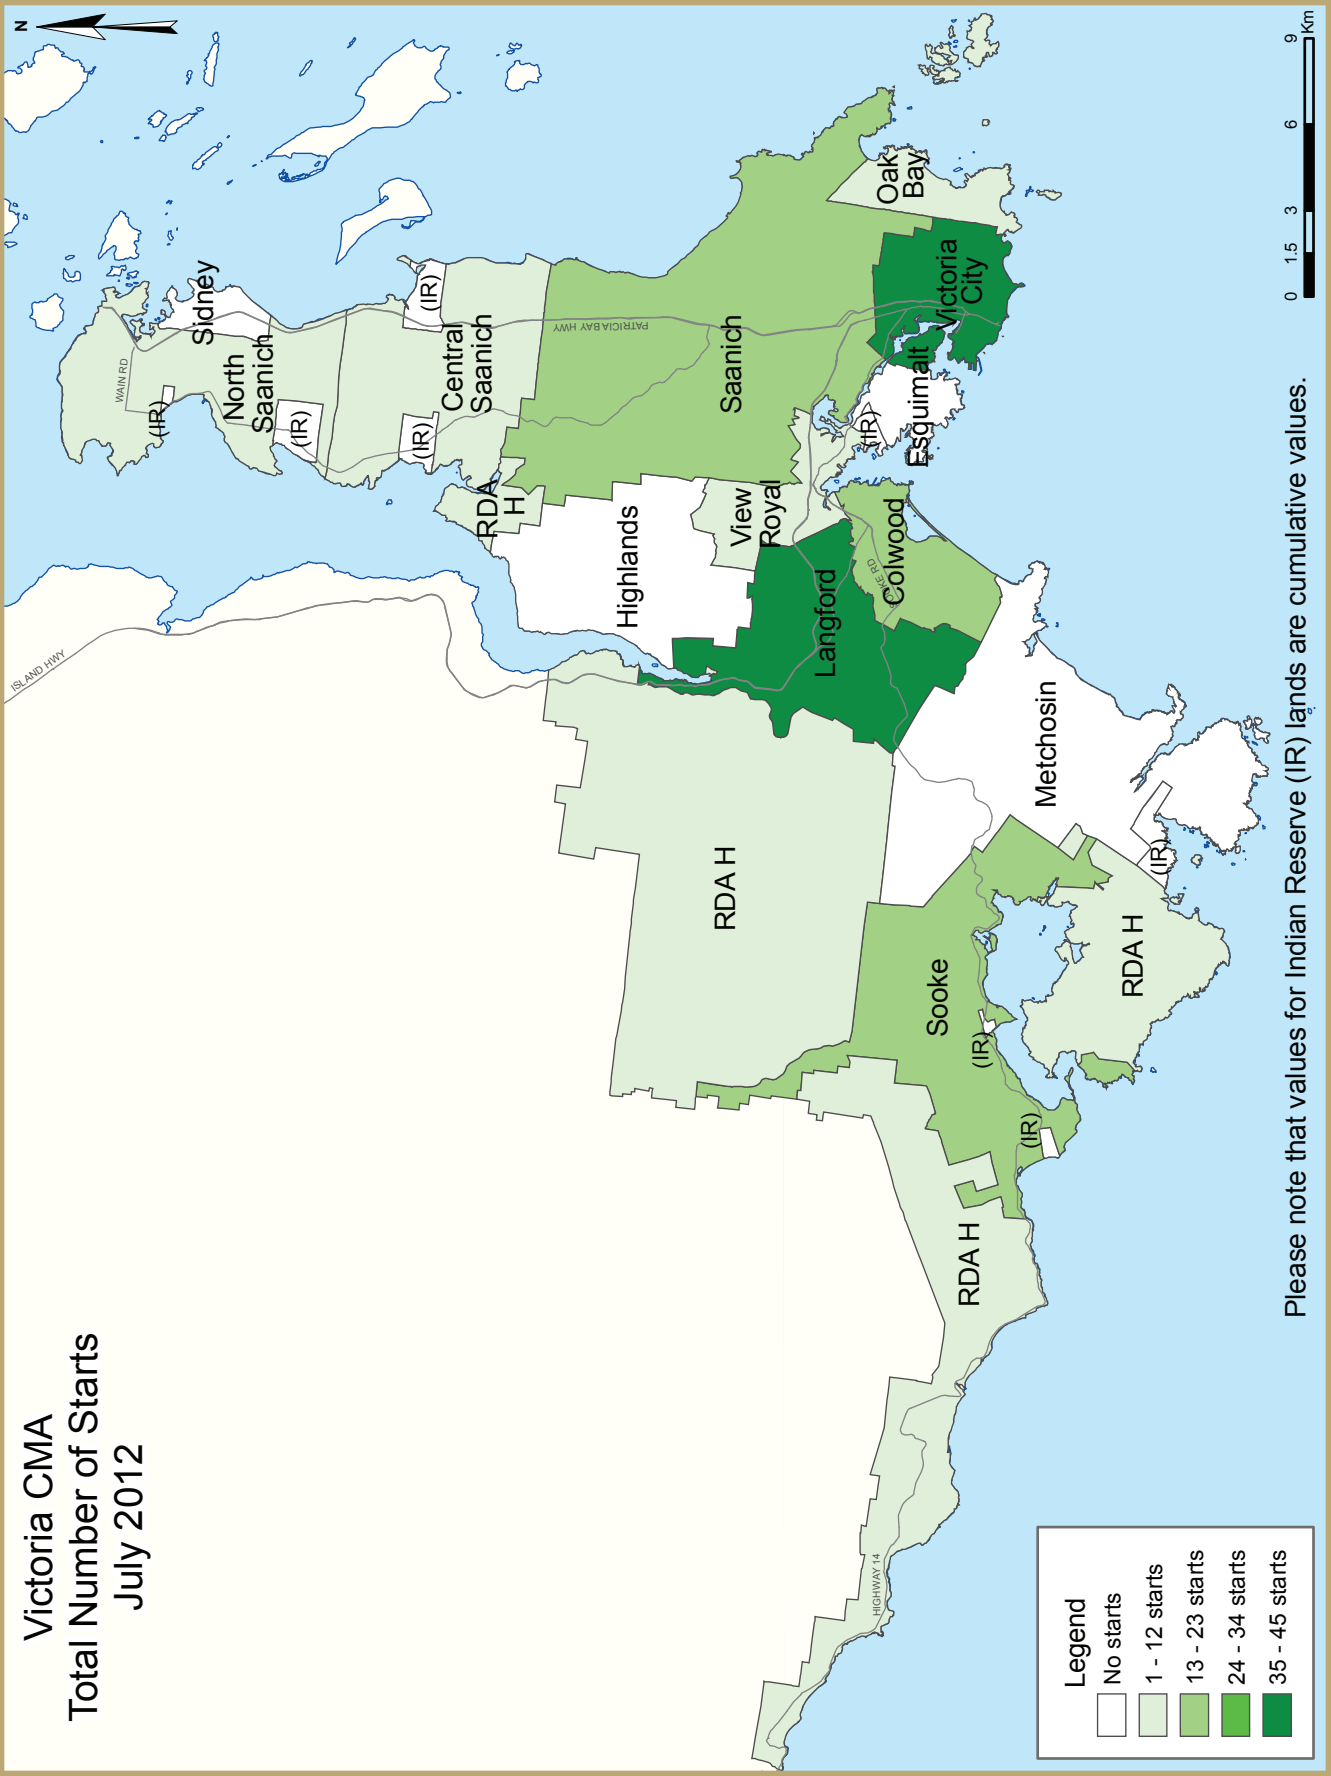 Victoria CMA
Total Number of Starts
July 2012
N
ISLAND HWY
WAIN RD
Sidney
North
Saanich
(IR)
(IR)
(IR)
(IR)
Central
Saanich
PATRICIA BAY HWY
RDA
H
Saanich
Highlands
View
Royal
Oak
Bay
Victoria
City
Esquimalt
(IR)
Langford
Colwood
SOOKE RD
Metchosin
(IR)
RDA H
Sooke
(IR)
(IR)
RDA H
RDA H
HIGHWAY 14
Legend
No starts
1 - 12 starts
13 - 23 starts
24 - 34 starts
35 - 45 starts
0 1.5 3 6 9
Km
Please note that values for Indian Reserve (IR) lands are cumulative values.